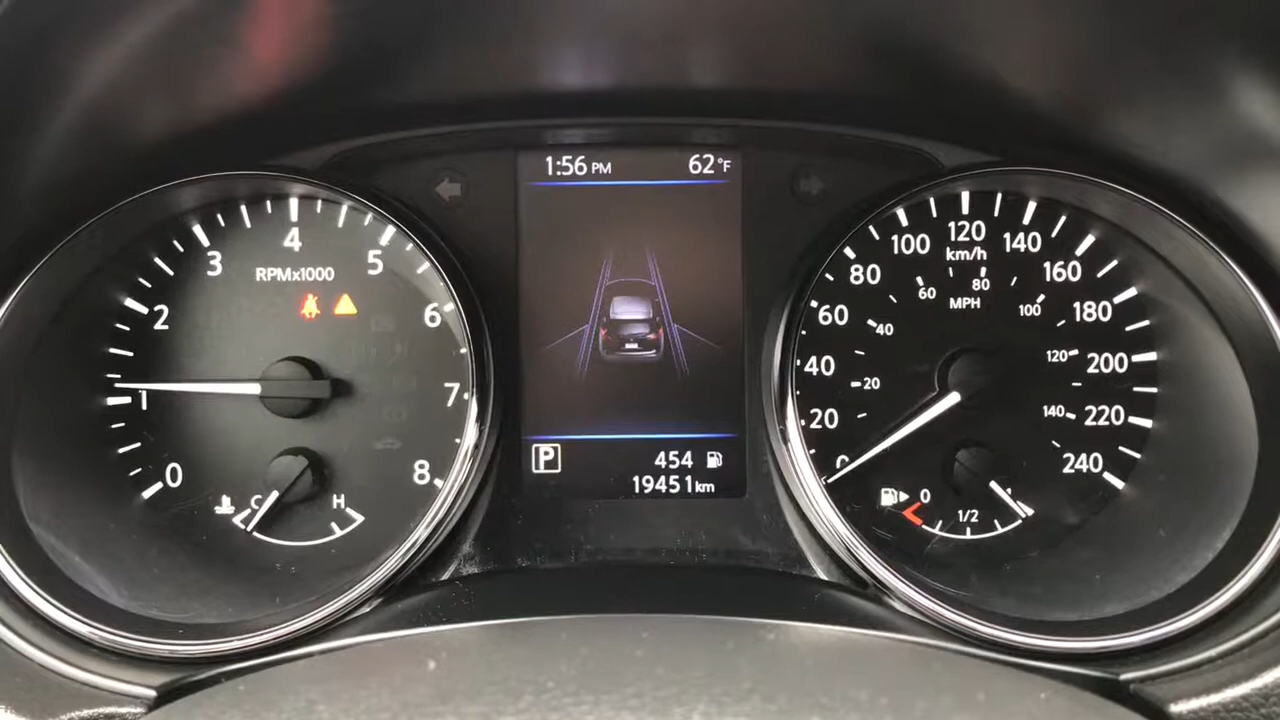 1:56 PM 62°F
0 1 2 3 4 5 6 7 8
RPMx1000
C H
P 454
19451km
0 20 40 60 80 100 120 140 160 180 200 220 240
km/h
20 40 60 80 100 120 140
MPH
0 1/2